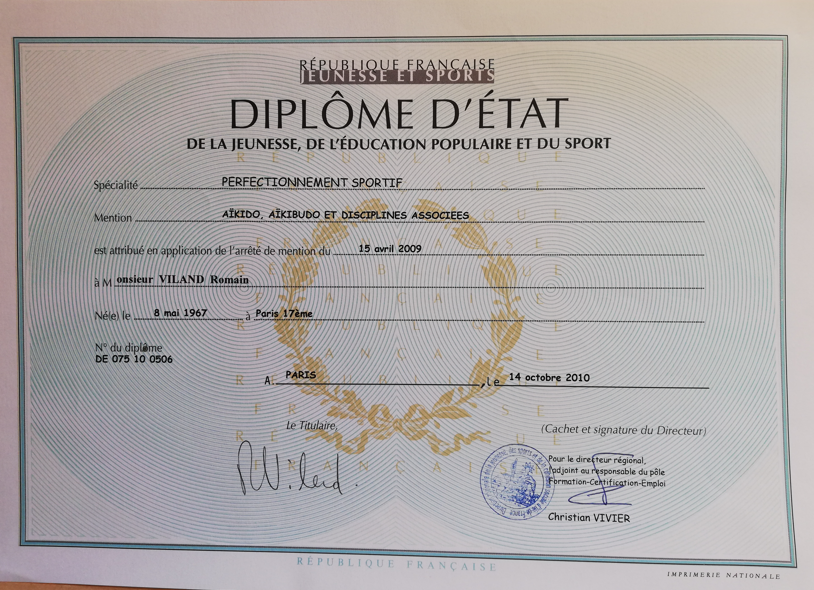 RÉPUBLIQUE FRANÇAISE
JEUNESSE ET SPORTS
DIPLÔME D'ÉTAT
DE LA JEUNESSE, DE L'ÉDUCATION POPULAIRE ET DU SPORT
Spécialité PERFECTIONNEMENT SPORTIF
Mention AÏKIDO, AÏKIBUDO ET DISCIPLINES ASSOCIEES
est attribué en application de l'arrêté de mention du 15 avril 2009
à M onsieur VILAND Romain
Né(e) le 8 mai 1967 à Paris 17ème
N° du diplôme
DE 075 10 0506
A PARIS , le 14 octobre 2010
Le Titulaire,
(Cachet et signature du Directeur)
Pour le directeur régional,
l'adjoint au responsable du pôle
Formation-Certification-Emploi
Christian VIVIER
RÉPUBLIQUE FRANÇAISE
IMPRIMERIE NATIONALE